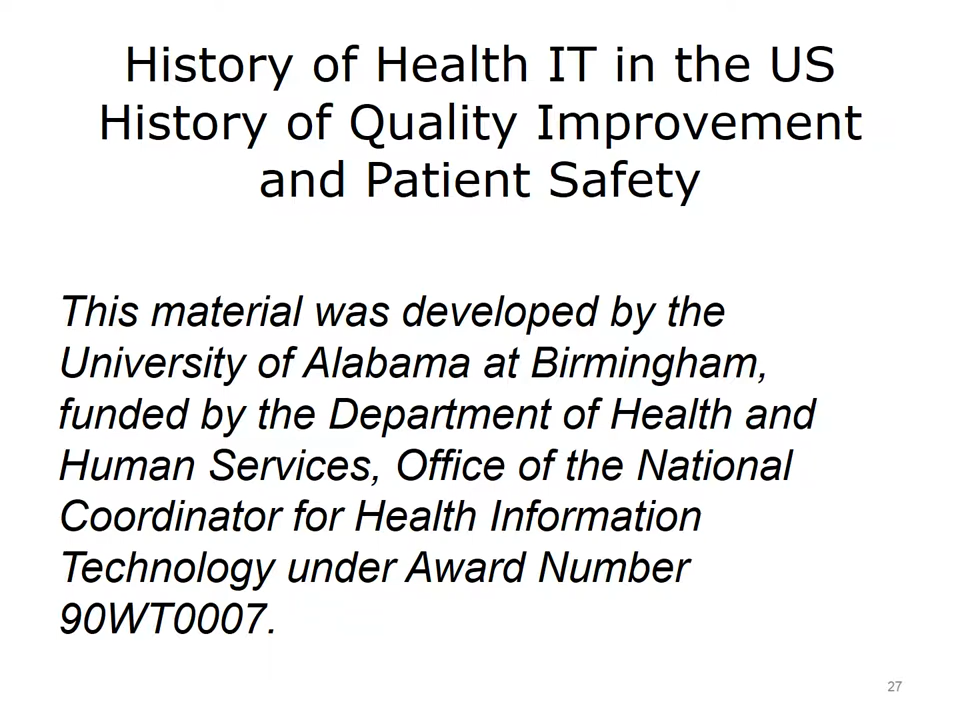 History of Health IT in the US
History of Quality Improvement
and Patient Safety
This material was developed by the
University of Alabama at Birmingham,
funded by the Department of Health and
Human Services, Office of the National
Coordinator for Health Information
Technology under Award Number
90WT0007.
27